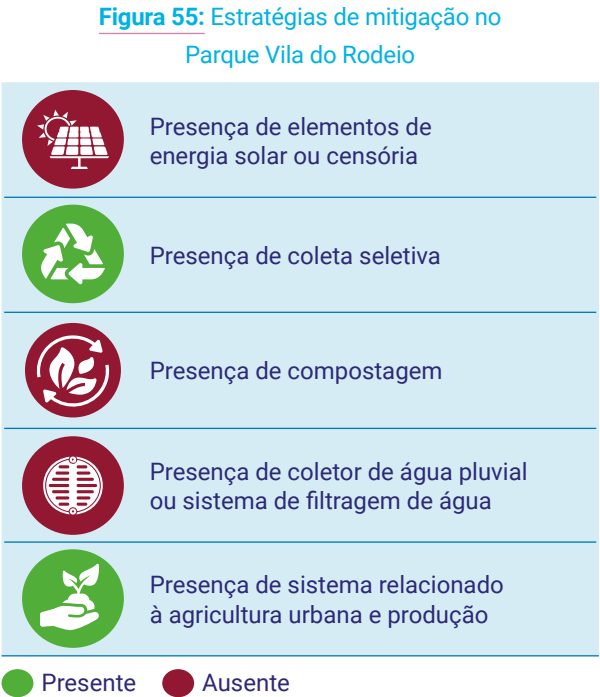 Figura 55: Estratégias de mitigação no
Parque Vila do Rodeio
Presença de elementos de
energia solar ou censória
Presença de coleta seletiva
Presença de compostagem
Presença de coletor de água pluvial
ou sistema de filtragem de água
Presença de sistema relacionado
à agricultura urbana e produção
Presente
Ausente